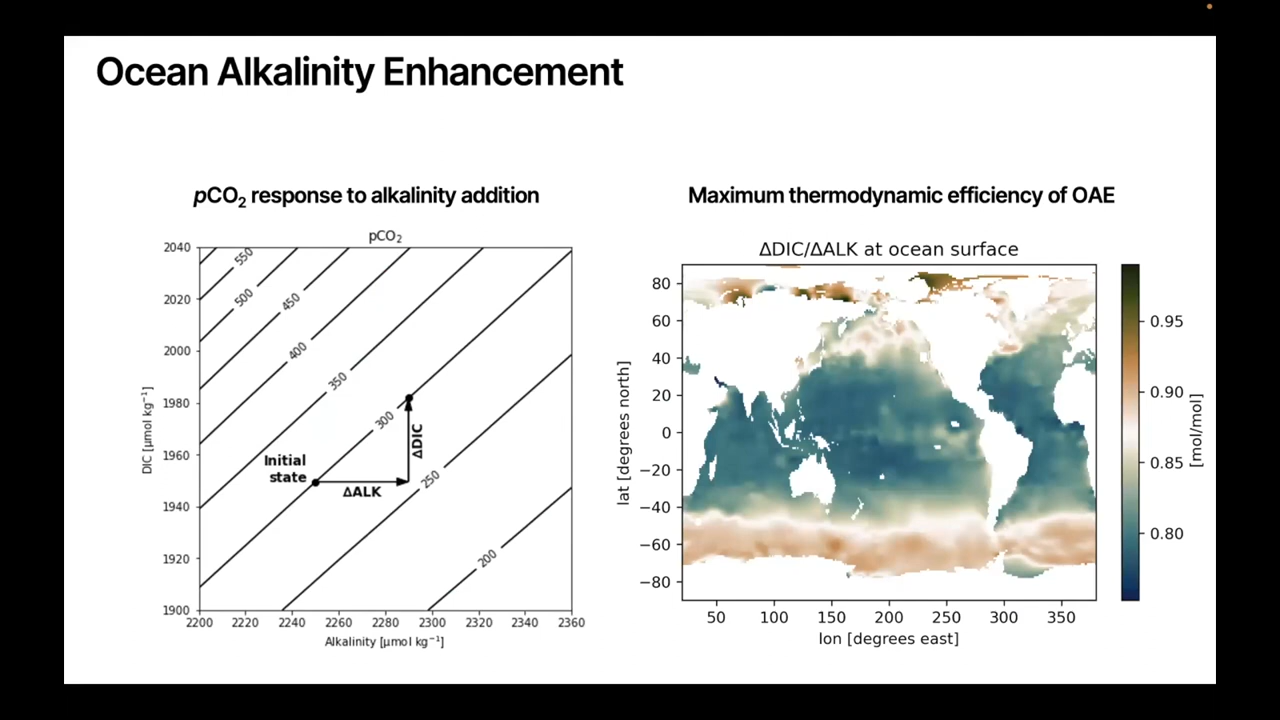 Ocean Alkalinity Enhancement
pCO₂ response to alkalinity addition
pCO₂
2040
2020
2000
1980
1960
1940
1920
1900
DIC [μmol kg⁻¹]
550
500
450
400
350
300
250
200
Initial
state
ΔALK
ΔDIC
2200 2220 2240 2260 2280 2300 2320 2340 2360
Alkalinity [μmol kg⁻¹]
Maximum thermodynamic efficiency of OAE
ΔDIC/ΔALK at ocean surface
80
60
40
20
0
−20
−40
−60
−80
lat [degrees north]
50 100 150 200 250 300 350
lon [degrees east]
0.95
0.90
0.85
0.80
[mol/mol]